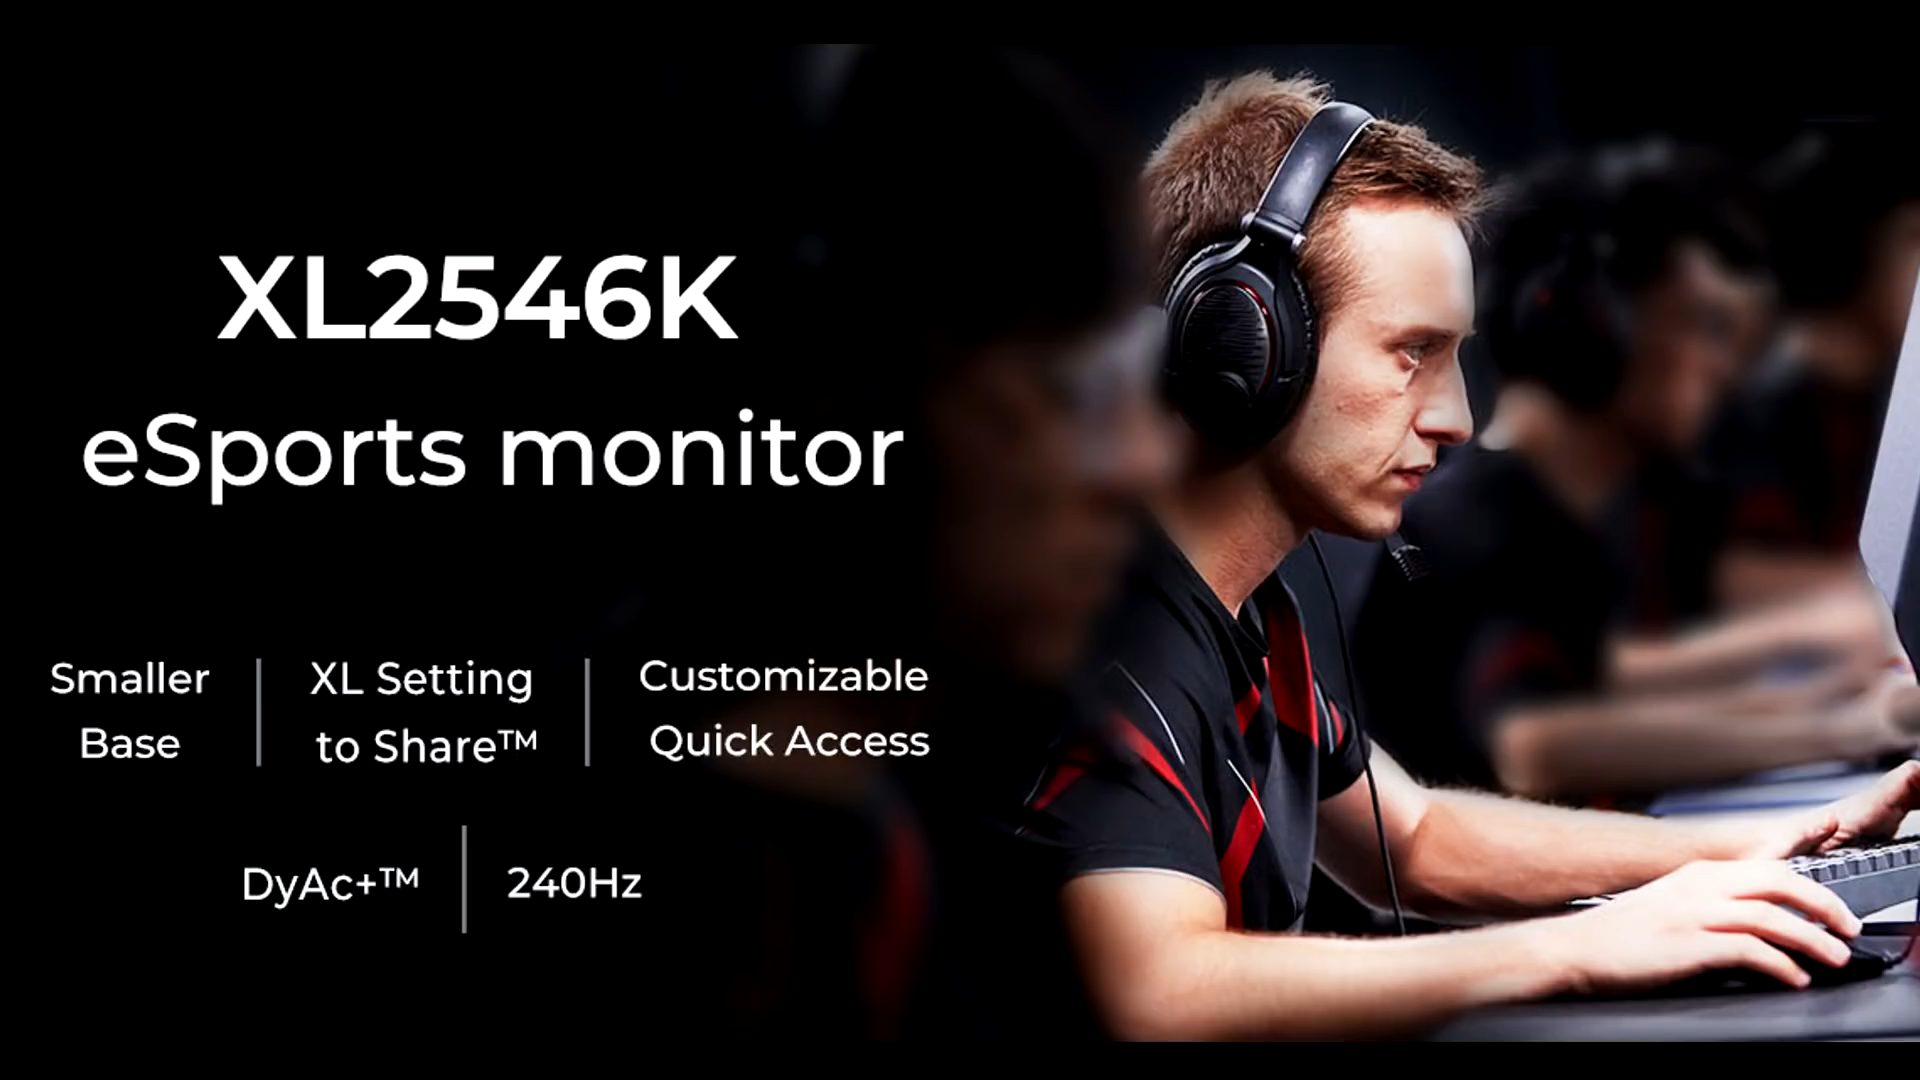 XL2546K
eSports monitor
Smaller
Base
XL Setting
to Share™
Customizable
Quick Access
DyAc+™
240Hz